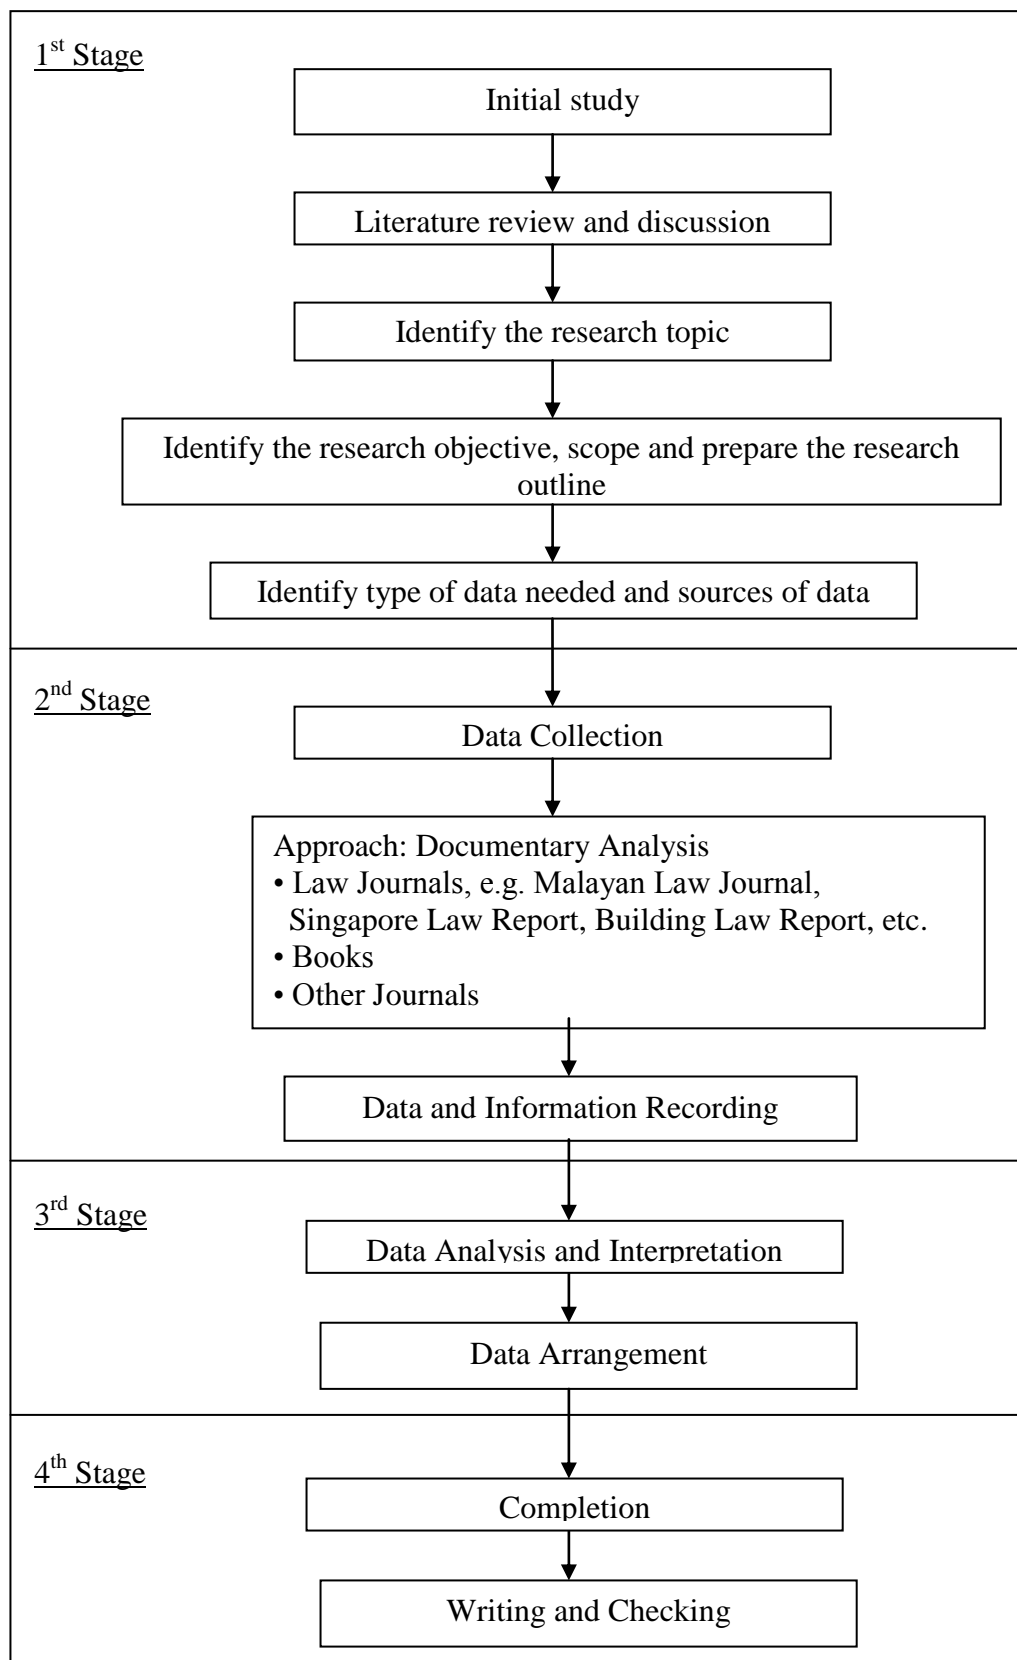 1st Stage
Initial study
Literature review and discussion
Identify the research topic
Identify the research objective, scope and prepare the research
outline
Identify type of data needed and sources of data
2nd Stage
Data Collection
Approach: Documentary Analysis
• Law Journals, e.g. Malayan Law Journal,
Singapore Law Report, Building Law Report, etc.
• Books
• Other Journals
Data and Information Recording
3rd Stage
Data Analysis and Interpretation
Data Arrangement
4th Stage
Completion
Writing and Checking